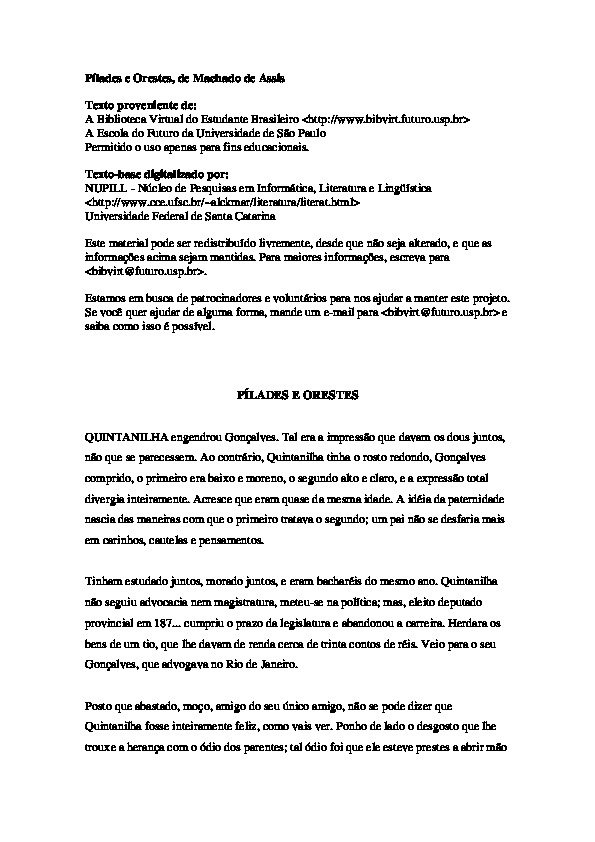 Pílades e Orestes, de Machado de Assis
Texto proveniente de:
A Biblioteca Virtual do Estudante Brasileiro <http://www.bibvirt.futuro.usp.br>
A Escola do Futuro da Universidade de São Paulo
Permitido o uso apenas para fins educacionais.
Texto-base digitalizado por:
NUPILL - Núcleo de Pesquisas em Informática, Literatura e Lingüística
<http://www.cce.ufsc.br/~alckmar/literatura/literat.html>
Universidade Federal de Santa Catarina
Este material pode ser redistribuído livremente, desde que não seja alterado, e que as
informações acima sejam mantidas. Para maiores informações, escreva para
<bibvirt@futuro.usp.br>.
Estamos em busca de patrocinadores e voluntários para nos ajudar a manter este projeto.
Se você quer ajudar de alguma forma, mande um e-mail para <bibvirt@futuro.usp.br> e
saiba como isso é possível.
PÍLADES E ORESTES
QUINTANILHA engendrou Gonçalves. Tal era a impressão que davam os dous juntos,
não que se parecessem. Ao contrário, Quintanilha tinha o rosto redondo, Gonçalves
comprido, o primeiro era baixo e moreno, o segundo alto e claro, e a expressão total
divergia inteiramente. Acresce que eram quase da mesma idade. A idéia da paternidade
nascia das maneiras com que o primeiro tratava o segundo; um pai não se desfaria mais
em carinhos, cautelas e pensamentos.
Tinham estudado juntos, morado juntos, e eram bacharéis do mesmo ano. Quintanilha
não seguiu advocacia nem magistratura, meteu-se na política; mas, eleito deputado
provincial em 187... cumpriu o prazo da legislatura e abandonou a carreira. Herdara os
bens de um tio, que lhe davam de renda cerca de trinta contos de réis. Veio para o seu
Gonçalves, que advogava no Rio de Janeiro.
Posto que abastado, moço, amigo do seu único amigo, não se pode dizer que
Quintanilha fosse inteiramente feliz, como vais ver. Ponho de lado o desgosto que lhe
trouxe a herança com o ódio dos parentes; tal ódio foi que ele esteve prestes a abrir mão